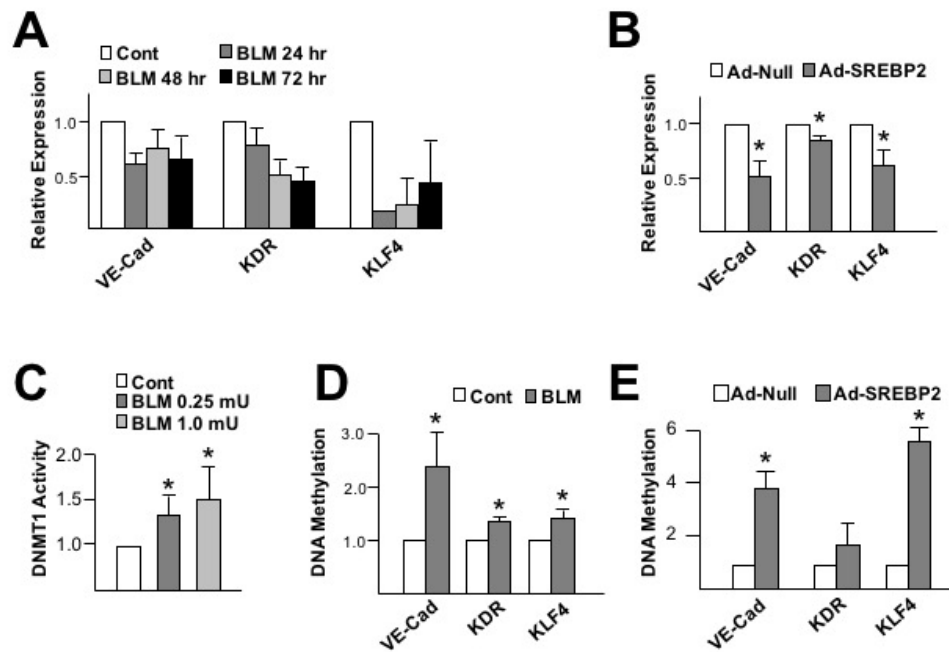 A
Cont
BLM 24 hr
BLM 48 hr
BLM 72 hr
Relative Expression
1.0
0.5
VE-Cad
KDR
KLF4
B
Ad-Null
Ad-SREBP2
Relative Expression
1.0
0.5
*
*
*
VE-Cad
KDR
KLF4
C
Cont
BLM 0.25 mU
BLM 1.0 mU
DNMT1 Activity
2.0
1.5
1.0
*
*
D
Cont
BLM
DNA Methylation
3.0
2.0
1.0
*
*
*
VE-Cad
KDR
KLF4
E
Ad-Null
Ad-SREBP2
DNA Methylation
6
4
2
*
*
VE-Cad
KDR
KLF4